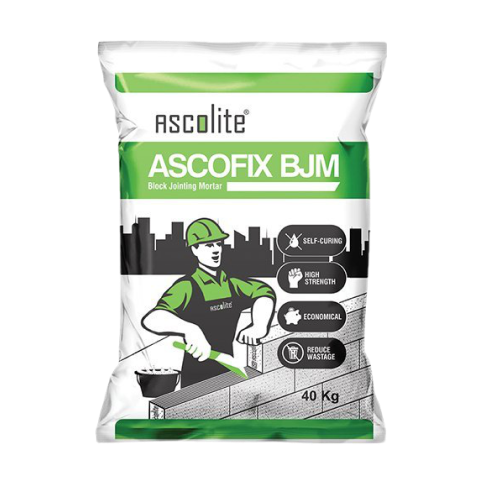 ASCOlite®
ASCOFIX BJM
Block Jointing Mortar
SELF-CURING
HIGH
STRENGTH
ascolite
ECONOMICAL
REDUCE
WASTAGE
40 Kg